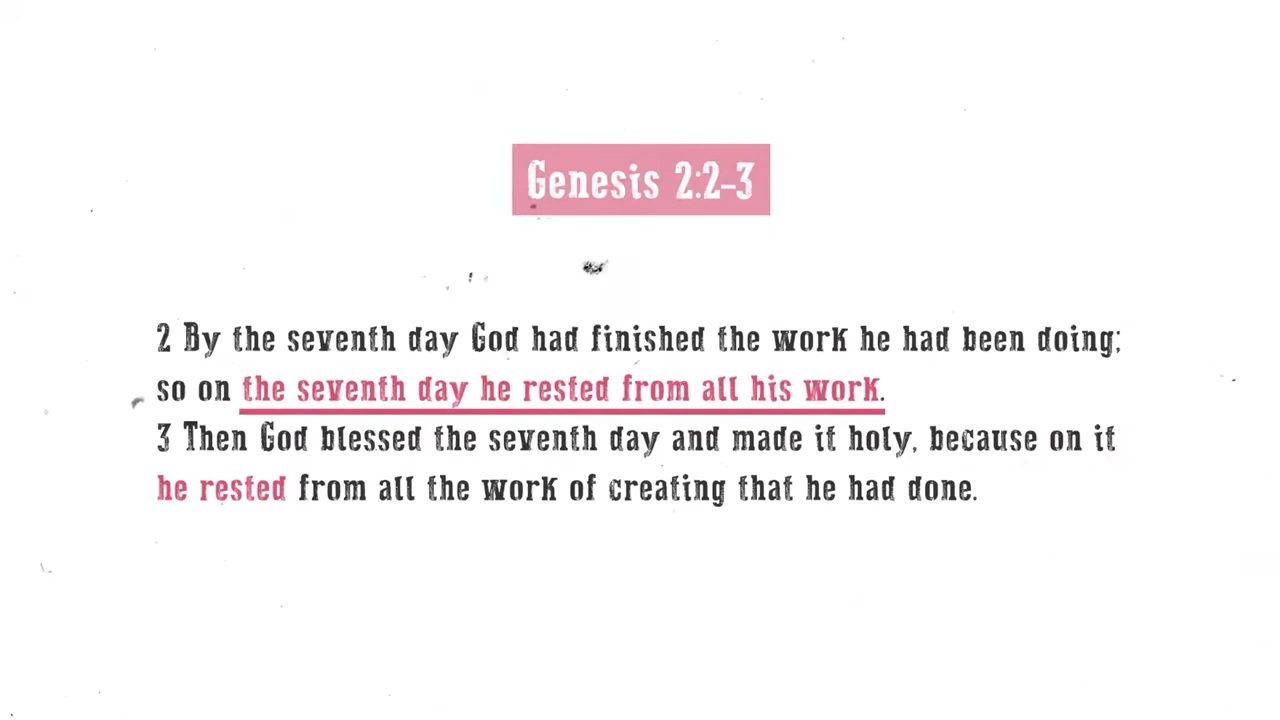 Genesis 2:2-3
2 By the seventh day God had finished the work he had been doing;
so on the seventh day he rested from all his work.
3 Then God blessed the seventh day and made it holy, because on it
he rested from all the work of creating that he had done.